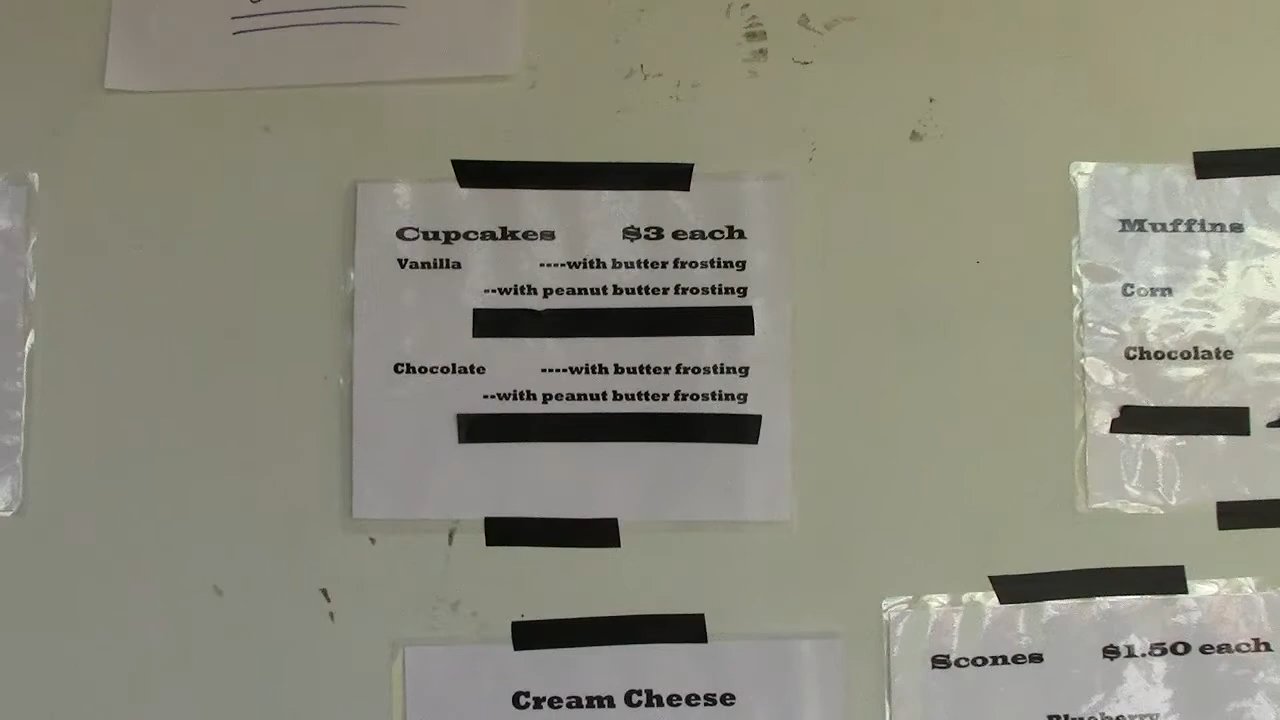 Cupcakes $3 each
Vanilla ----with butter frosting
--with peanut butter frosting
Chocolate ----with butter frosting
--with peanut butter frosting
Muffins
Corn
Chocolate
Scones $1.50 each
Blueberry
Cream Cheese